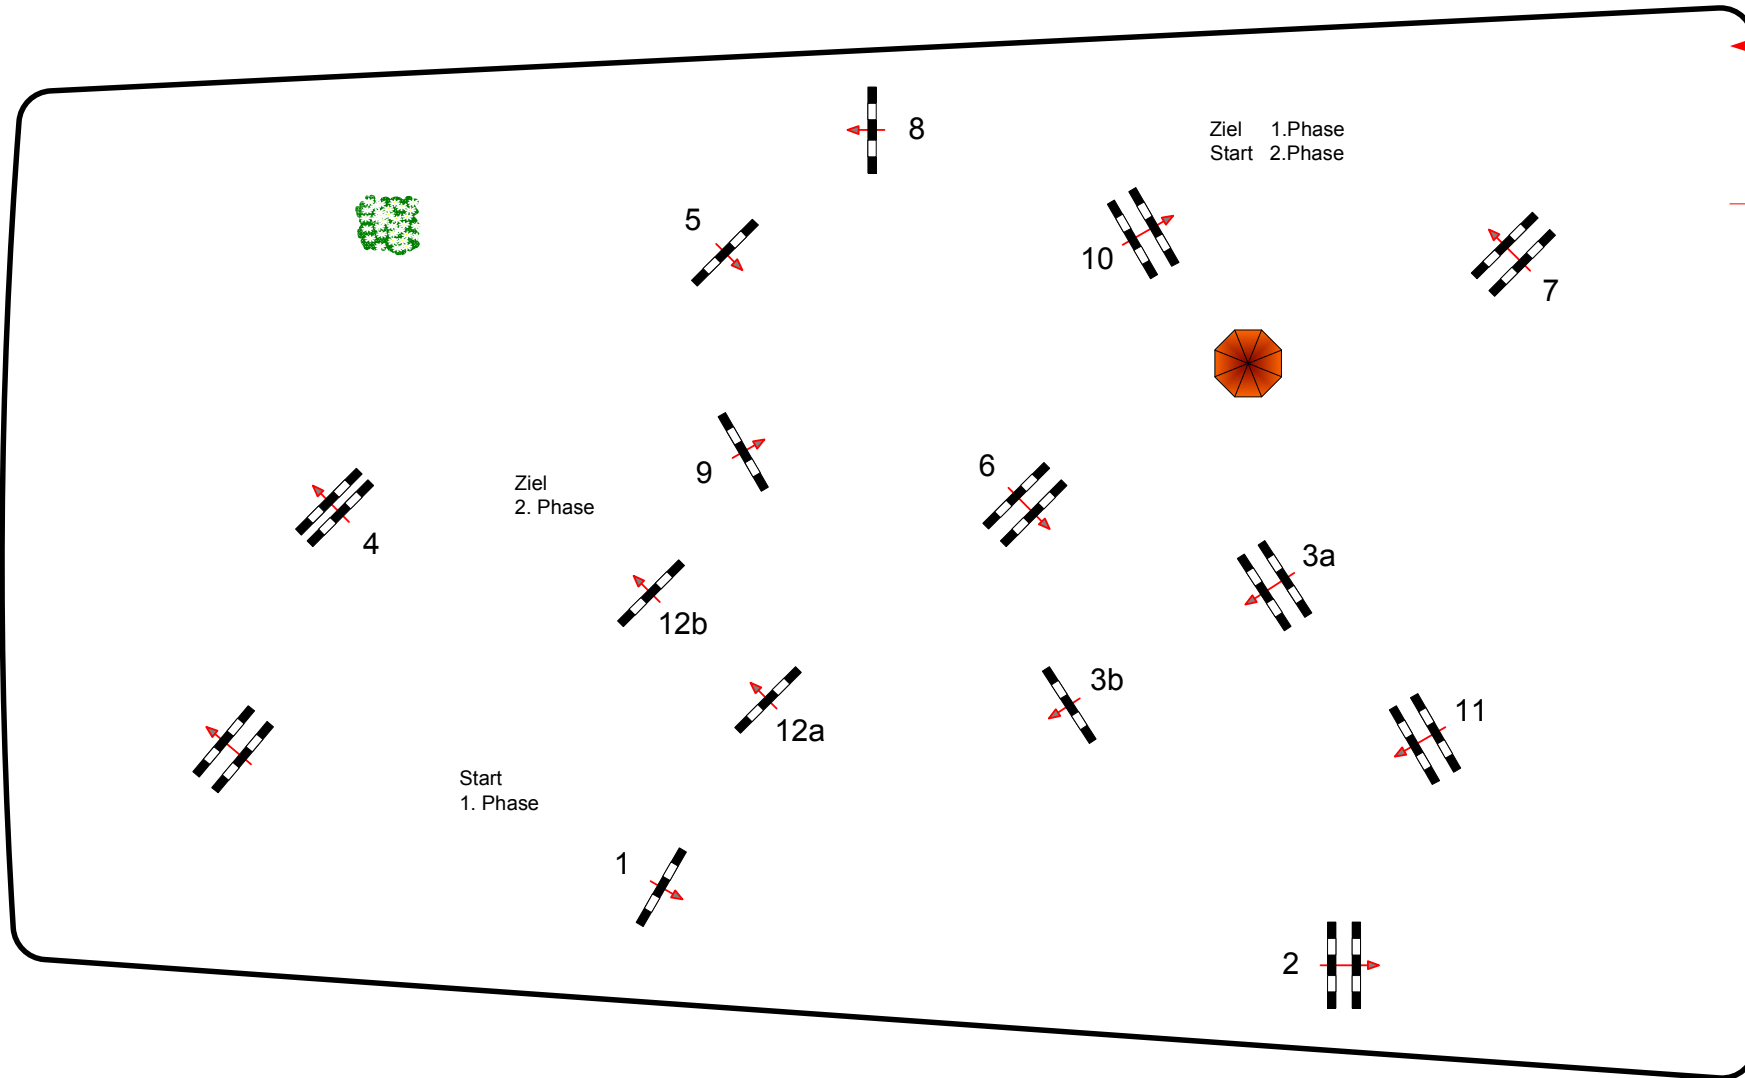 8
Ziel 1.Phase
Start 2.Phase
5
10
7
9
6
Ziel
2. Phase
4
3a
12b
3b
12a
11
Start
1. Phase
1
2